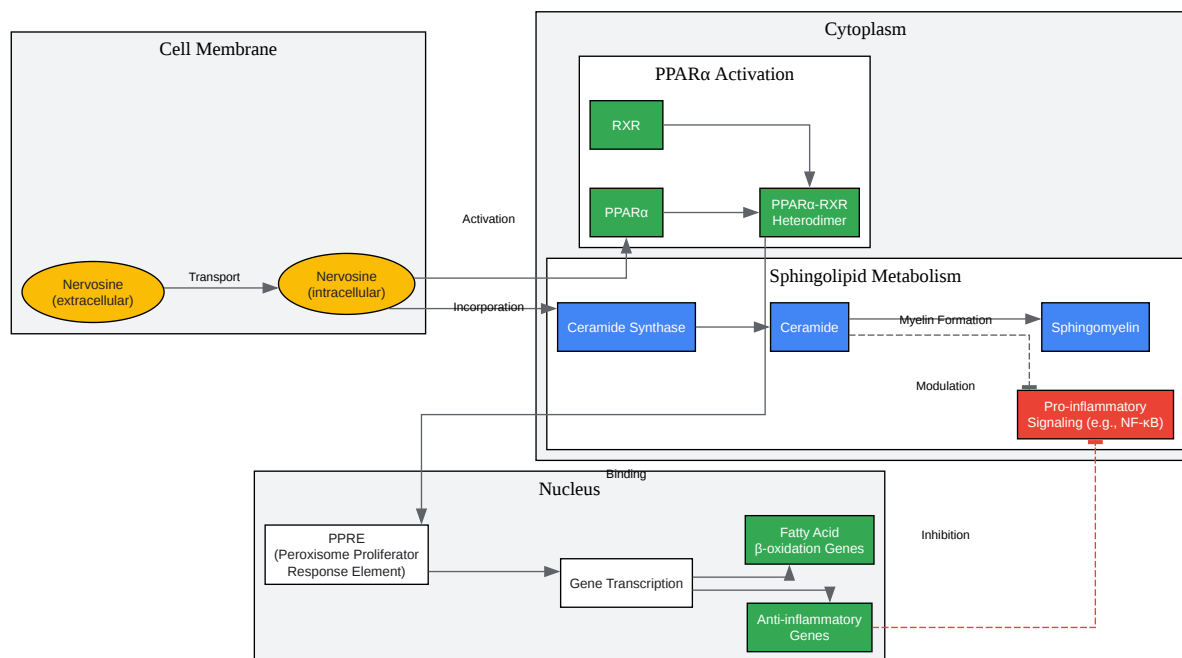 Cell Membrane
Nervosine
(extracellular)
Transport
Nervosine
(intracellular)
Activation
Incorporation
Cytoplasm
PPARα Activation
RXR
PPARα
PPARα-RXR
Heterodimer
Sphingolipid Metabolism
Ceramide Synthase
Ceramide
Myelin Formation
Sphingomyelin
Modulation
Pro-inflammatory
Signaling (e.g., NF-κB)
Binding
Nucleus
PPRE
(Peroxisome Proliferator
Response Element)
Gene Transcription
Fatty Acid
β-oxidation Genes
Anti-inflammatory
Genes
Inhibition